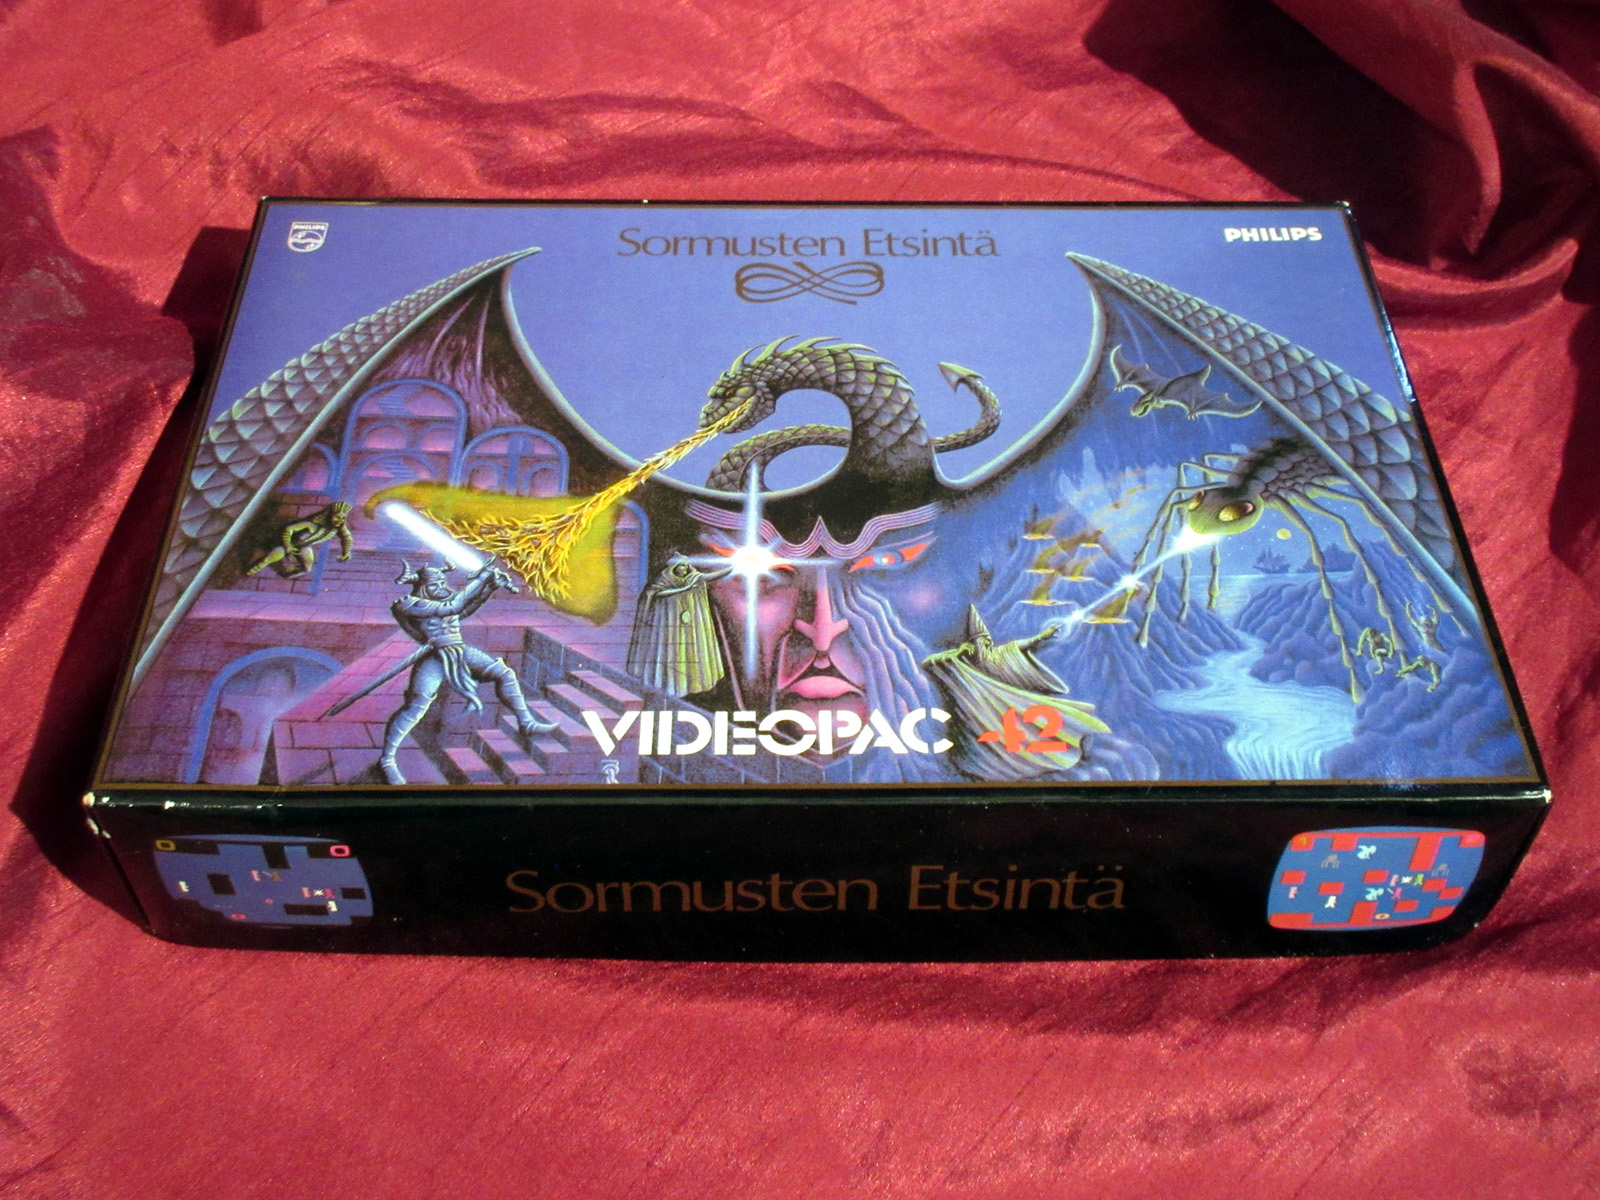 PHILIPS
Sormusten Etsintä
PHILIPS
VIDEOPAC 42
Sormusten Etsintä